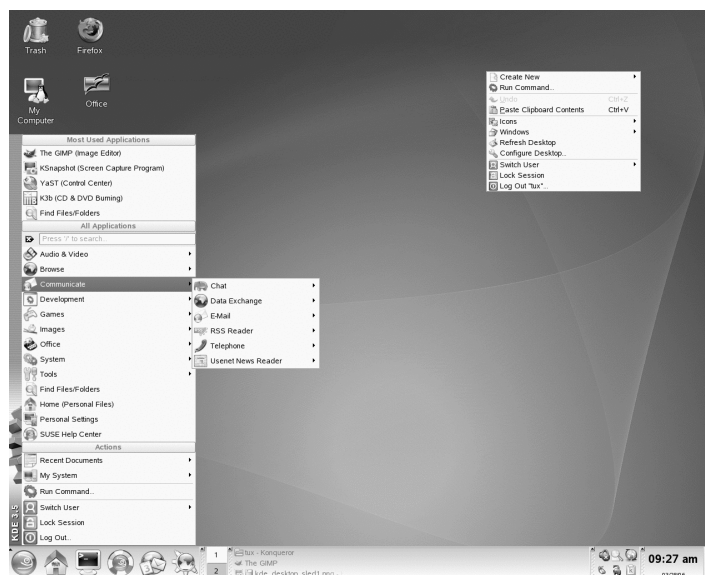 Trash
Firefox
My Computer
Office
Create New
Run Command...
Undo Ctrl+Z
Paste Clipboard Contents Ctrl+V
Icons
Windows
Refresh Desktop
Configure Desktop...
Switch User
Lock Session
Log Out "tux"...
Most Used Applications
The GIMP (Image Editor)
KSnapshot (Screen Capture Program)
YaST (Control Center)
K3b (CD & DVD Burning)
Find Files/Folders
All Applications
Press '/' to search...
Audio & Video
Browse
Communicate
Development
Games
Images
Office
System
Tools
Find Files/Folders
Home (Personal Files)
Personal Settings
SUSE Help Center
Actions
Recent Documents
My System
Run Command...
Switch User
Lock Session
Log Out...
KDE 3.5
Chat
Data Exchange
E-Mail
RSS Reader
Telephone
Usenet News Reader
1
2
tux - Konqueror
The GIMP
kde_desktop_sled1.png
09:27 am